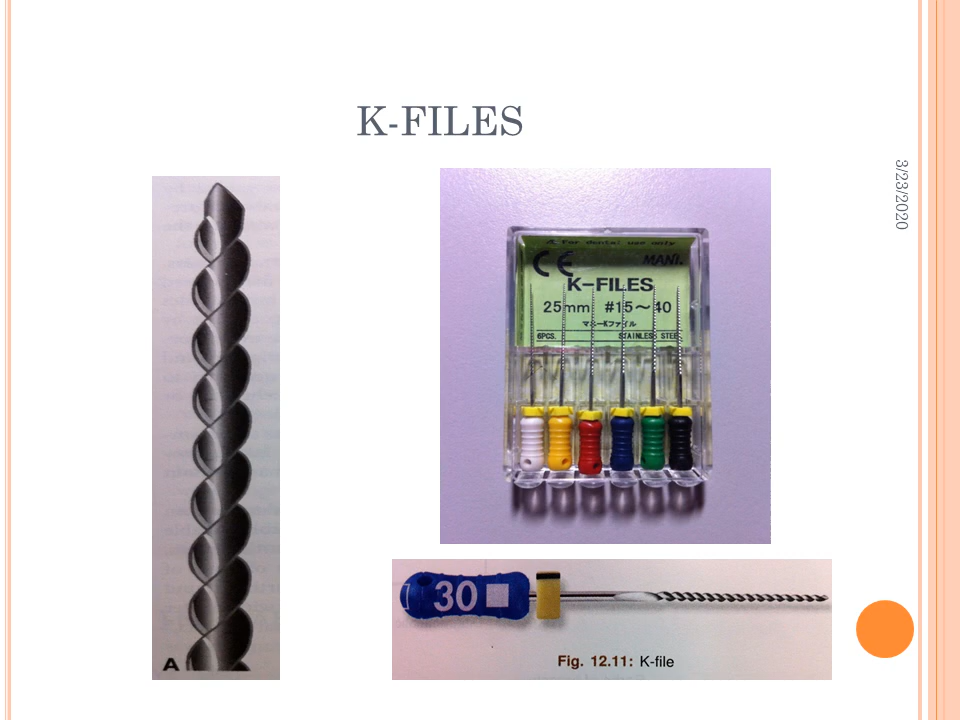 K-FILES
3/23/2020
A
For dental use only
CE
MANI.
K-FILES
25mm #15～40
マニーKファイル
6PCS. STAINLESS STEEL
30
Fig. 12.11: K-file